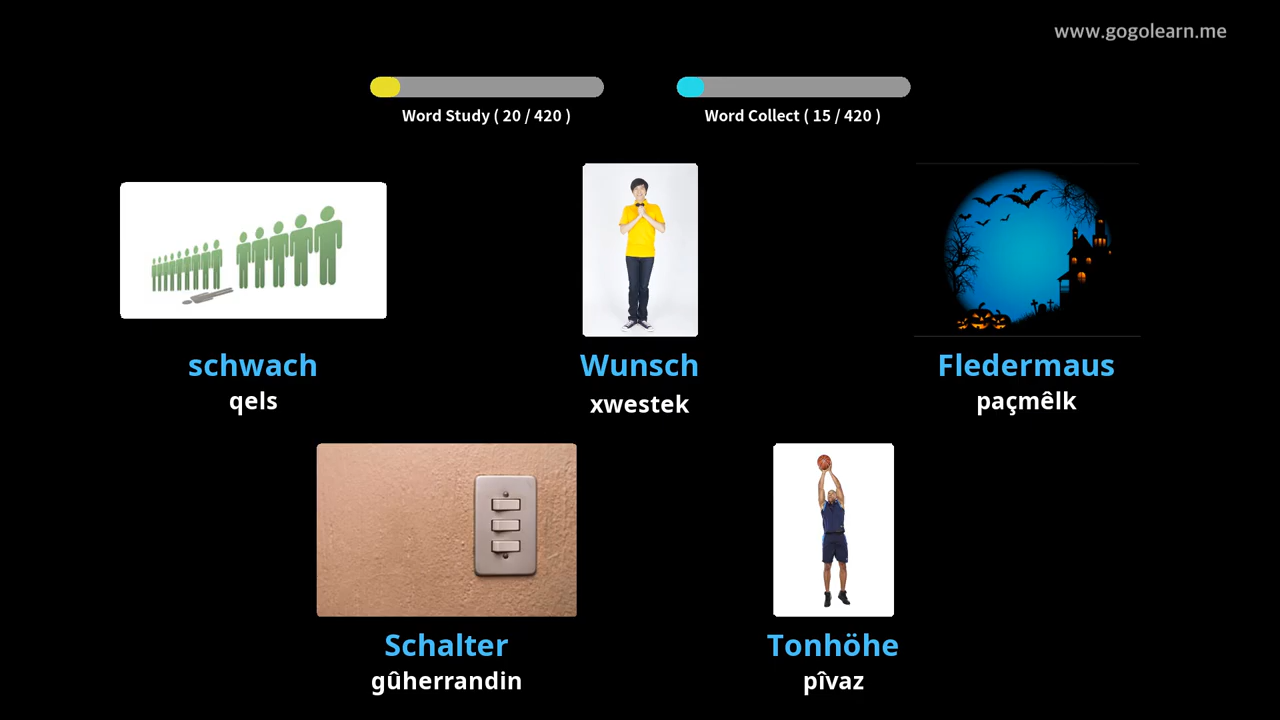 www.gogolearn.me
Word Study ( 20 / 420 )
Word Collect ( 15 / 420 )
schwach
qels
Wunsch
xwestek
Fledermaus
paçmêlk
Schalter
gûherrandin
Tonhöhe
pîvaz